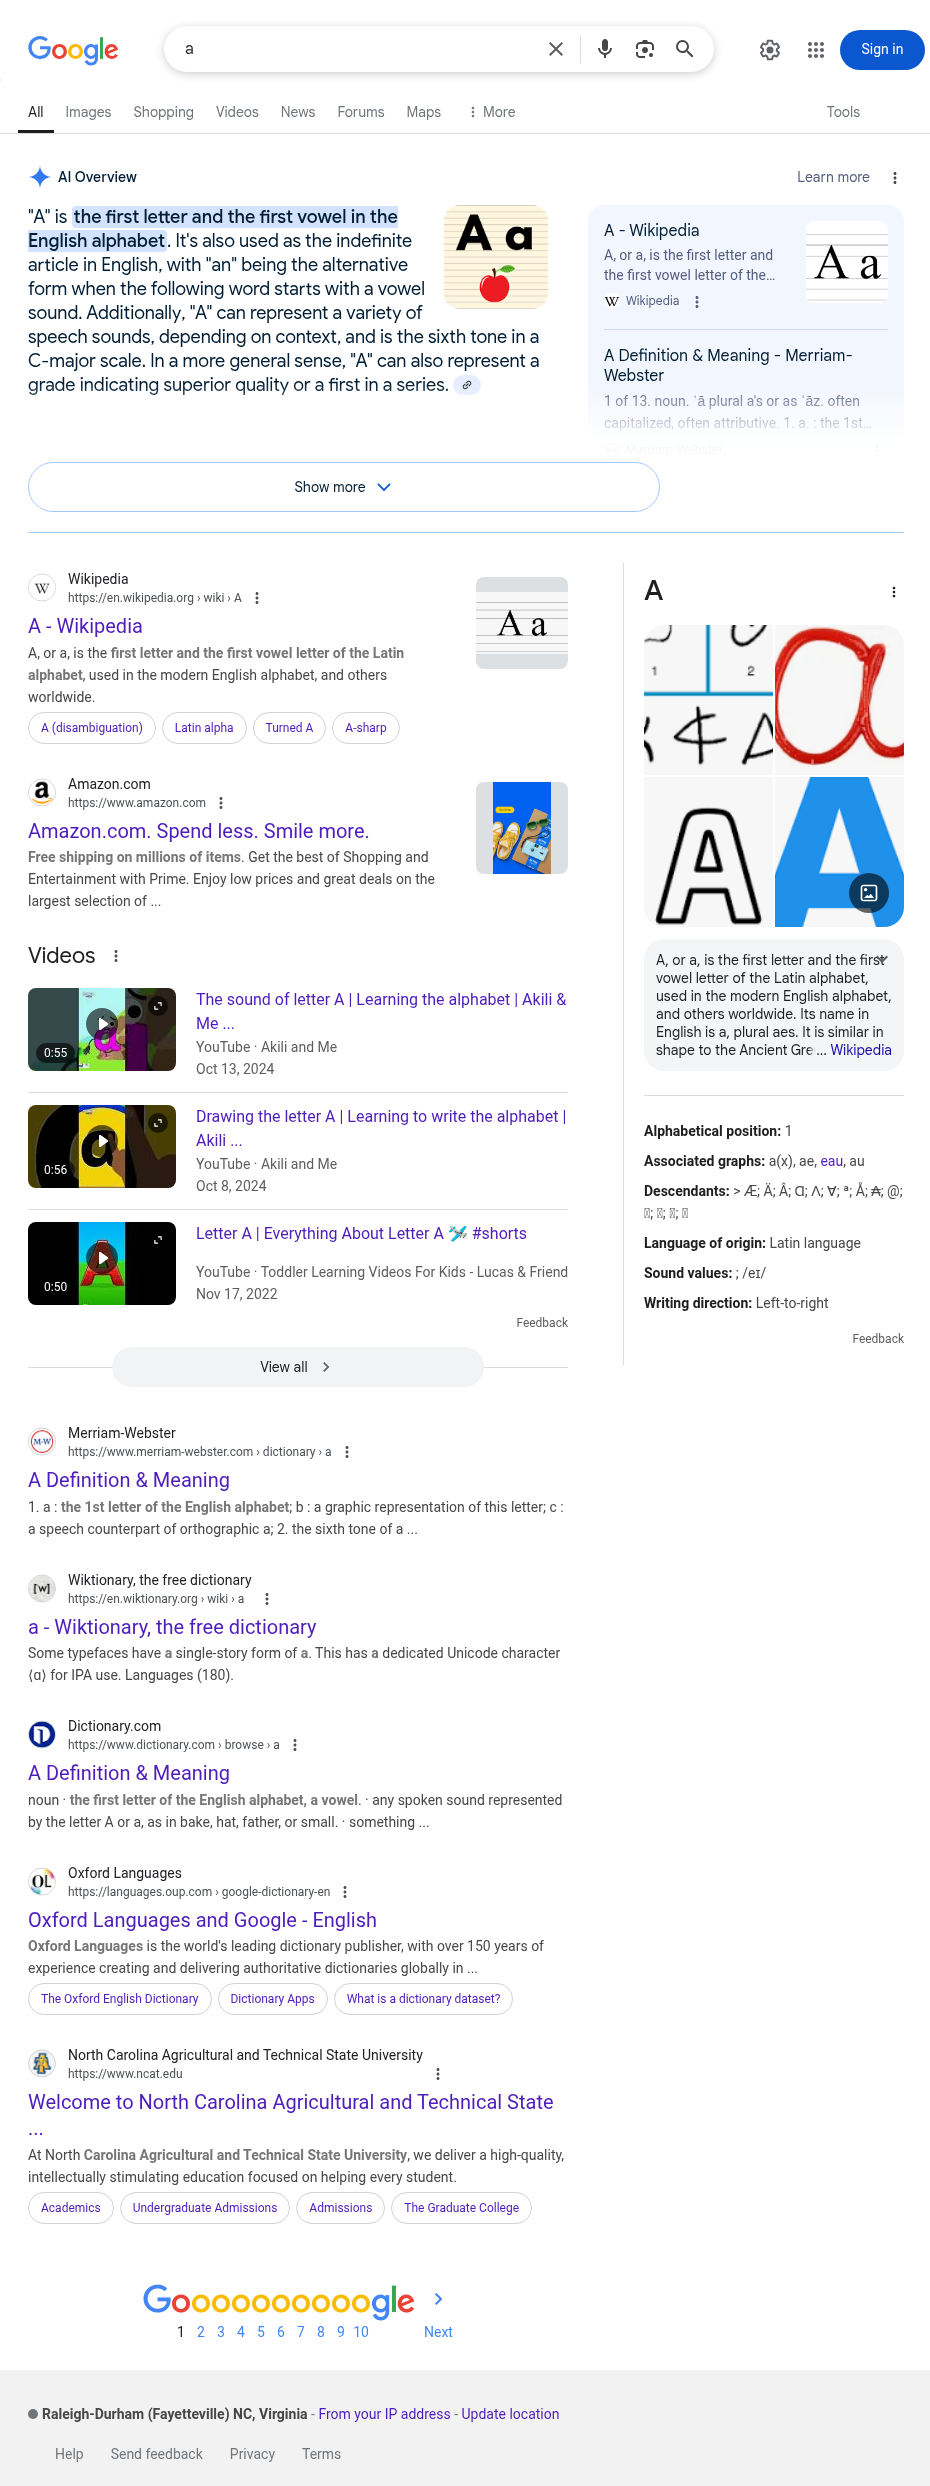 Google
a
Sign in
All Images Shopping Videos News Forums Maps More Tools
AI Overview
Learn more
"A" is the first letter and the first vowel in the
English alphabet. It's also used as the indefinite
article in English, with "an" being the alternative
form when the following word starts with a vowel
sound. Additionally, "A" can represent a variety of
speech sounds, depending on context, and is the sixth tone in a
C-major scale. In a more general sense, "A" can also represent a
grade indicating superior quality or a first in a series.
A a
A - Wikipedia
A, or a, is the first letter and
the first vowel letter of the...
W Wikipedia
A a
A Definition & Meaning - Merriam-
Webster
1 of 13. noun. ˈā plural a's or as ˈāz. often
capitalized, often attributive. 1. a. : the 1st...
Merriam-Webster
Show more
W
Wikipedia
https://en.wikipedia.org › wiki › A
A - Wikipedia
A, or a, is the first letter and the first vowel letter of the Latin
alphabet, used in the modern English alphabet, and others
worldwide.
A (disambiguation) Latin alpha Turned A A-sharp
A a
a
Amazon.com
https://www.amazon.com
Amazon.com. Spend less. Smile more.
Free shipping on millions of items. Get the best of Shopping and
Entertainment with Prime. Enjoy low prices and great deals on the
largest selection of ...
Videos
The sound of letter A | Learning the alphabet | Akili &
Me ...
YouTube · Akili and Me
Oct 13, 2024
0:55
Drawing the letter A | Learning to write the alphabet |
Akili ...
YouTube · Akili and Me
Oct 8, 2024
a
0:56
Letter A | Everything About Letter A 🛩️ #shorts
YouTube · Toddler Learning Videos For Kids - Lucas & Friend
Nov 17, 2022
A
0:50
Feedback
View all
M-W
Merriam-Webster
https://www.merriam-webster.com › dictionary › a
A Definition & Meaning
1. a : the 1st letter of the English alphabet; b : a graphic representation of this letter; c :
a speech counterpart of orthographic a; 2. the sixth tone of a ...
[w]
Wiktionary, the free dictionary
https://en.wiktionary.org › wiki › a
a - Wiktionary, the free dictionary
Some typefaces have a single-story form of a. This has a dedicated Unicode character
⟨ɑ⟩ for IPA use. Languages (180).
Dictionary.com
https://www.dictionary.com › browse › a
A Definition & Meaning
noun · the first letter of the English alphabet, a vowel. · any spoken sound represented
by the letter A or a, as in bake, hat, father, or small. · something ...
OL
Oxford Languages
https://languages.oup.com › google-dictionary-en
Oxford Languages and Google - English
Oxford Languages is the world's leading dictionary publisher, with over 150 years of
experience creating and delivering authoritative dictionaries globally in ...
The Oxford English Dictionary Dictionary Apps What is a dictionary dataset?
North Carolina Agricultural and Technical State University
https://www.ncat.edu
Welcome to North Carolina Agricultural and Technical State
...
At North Carolina Agricultural and Technical State University, we deliver a high-quality,
intellectually stimulating education focused on helping every student.
Academics Undergraduate Admissions Admissions The Graduate College
A
1 2
a
A
A
A, or a, is the first letter and the first
vowel letter of the Latin alphabet,
used in the modern English alphabet,
and others worldwide. Its name in
English is a, plural aes. It is similar in
shape to the Ancient Gre ... Wikipedia
Alphabetical position: 1
Associated graphs: a(x), ae, eau, au
Descendants: > Æ; Ä; Â; Ɑ; Λ; Ɐ; ª; Å; ₳; @;
Language of origin: Latin language
Sound values: ; /eɪ/
Writing direction: Left-to-right
Feedback
Goooooooooogle
1 2 3 4 5 6 7 8 9 10 Next
Raleigh-Durham (Fayetteville) NC, Virginia - From your IP address - Update location
Help Send feedback Privacy Terms